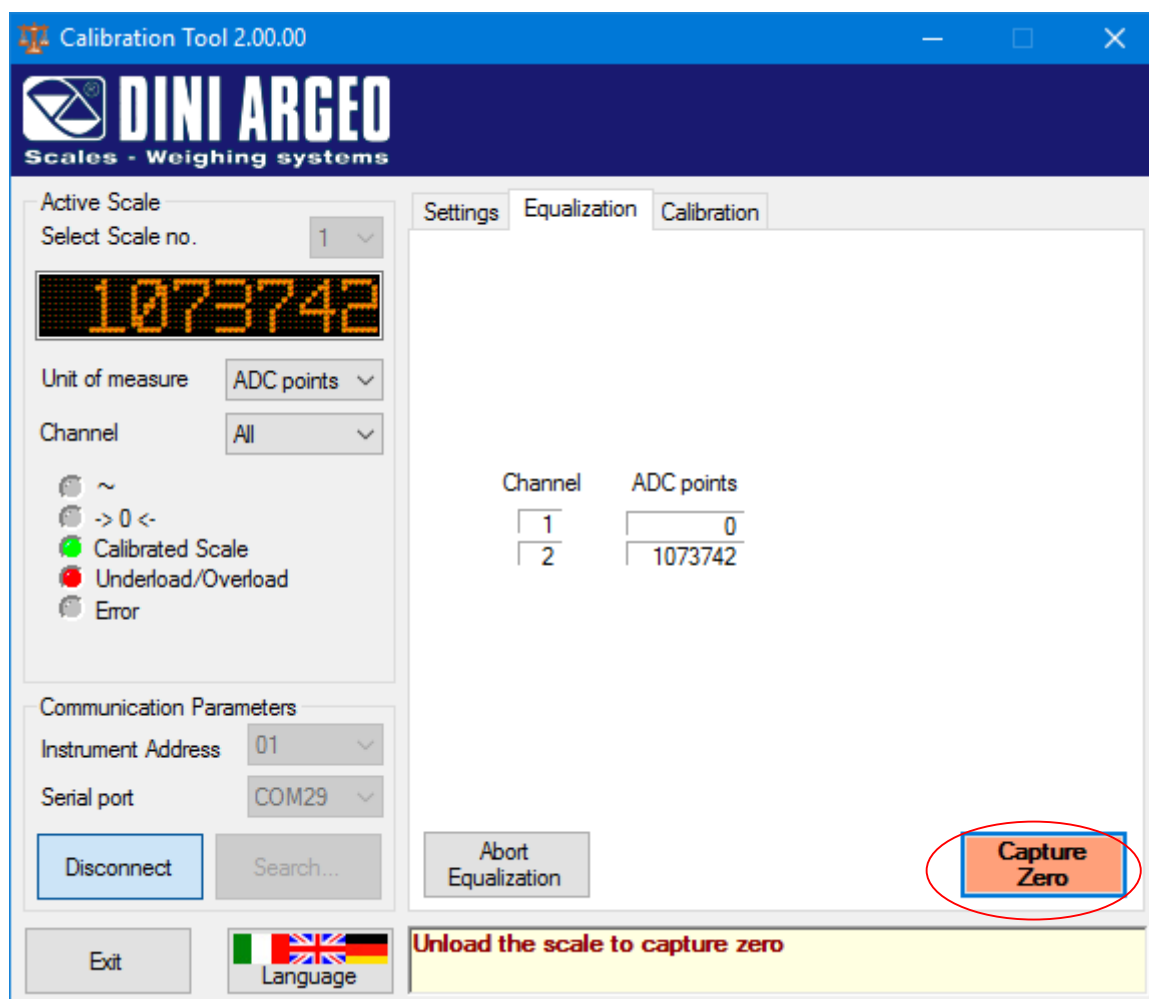 Calibration Tool 2.00.00
DINI ARGEO
®
Scales - Weighing systems
Active Scale
Select Scale no. 1
1073742
Unit of measure ADC points
Channel All
~
-> 0 <-
Calibrated Scale
Underload/Overload
Error
Communication Parameters
Instrument Address 01
Serial port COM29
Disconnect Search...
Exit
Language
Settings Equalization Calibration
Channel ADC points
1 0
2 1073742
Abort
Equalization
Capture
Zero
Unload the scale to capture zero